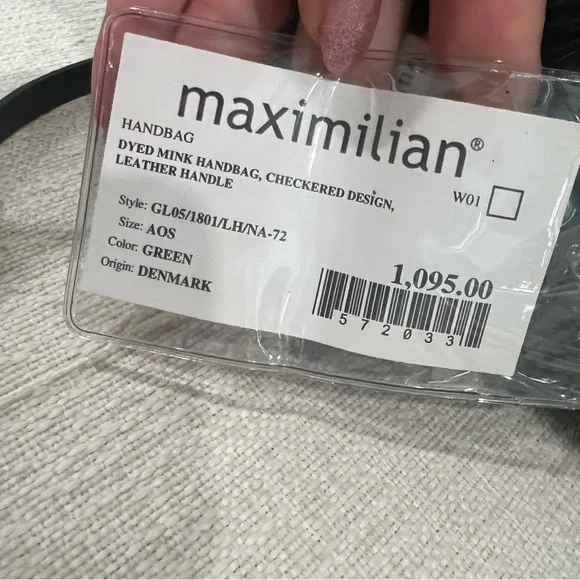 maximilian®
HANDBAG
DYED MINK HANDBAG, CHECKERED DESIGN,
LEATHER HANDLE
W01
Style: GL05/1801/LH/NA-72
Size: AOS
Color: GREEN
Origin: DENMARK
1,095.00
572033